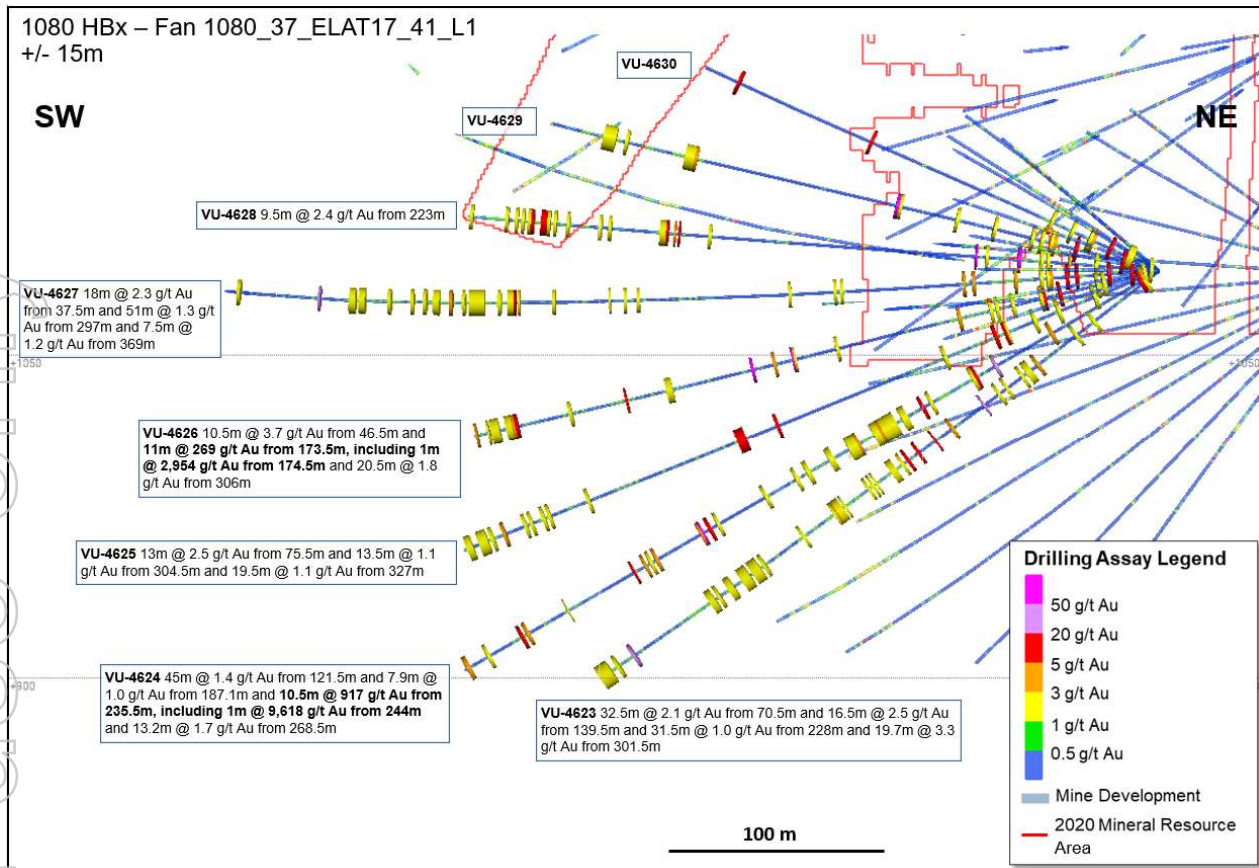 1080 HBx – Fan 1080_37_ELAT17_41_L1
+/- 15m
SW
NE
VU-4630
VU-4629
VU-4628 9.5m @ 2.4 g/t Au from 223m
VU-4627 18m @ 2.3 g/t Au
from 37.5m and 51m @ 1.3 g/t
Au from 297m and 7.5m @
1.2 g/t Au from 369m
+1050
+1050
VU-4626 10.5m @ 3.7 g/t Au from 46.5m and
11m @ 269 g/t Au from 173.5m, including 1m
@ 2,954 g/t Au from 174.5m and 20.5m @ 1.8
g/t Au from 306m
VU-4625 13m @ 2.5 g/t Au from 75.5m and 13.5m @ 1.1
g/t Au from 304.5m and 19.5m @ 1.1 g/t Au from 327m
VU-4624 45m @ 1.4 g/t Au from 121.5m and 7.9m @
1.0 g/t Au from 187.1m and 10.5m @ 917 g/t Au from
235.5m, including 1m @ 9,618 g/t Au from 244m
and 13.2m @ 1.7 g/t Au from 268.5m
+900
VU-4623 32.5m @ 2.1 g/t Au from 70.5m and 16.5m @ 2.5 g/t Au
from 139.5m and 31.5m @ 1.0 g/t Au from 228m and 19.7m @ 3.3
g/t Au from 301.5m
100 m
Drilling Assay Legend
50 g/t Au
20 g/t Au
5 g/t Au
3 g/t Au
1 g/t Au
0.5 g/t Au
Mine Development
2020 Mineral Resource
Area